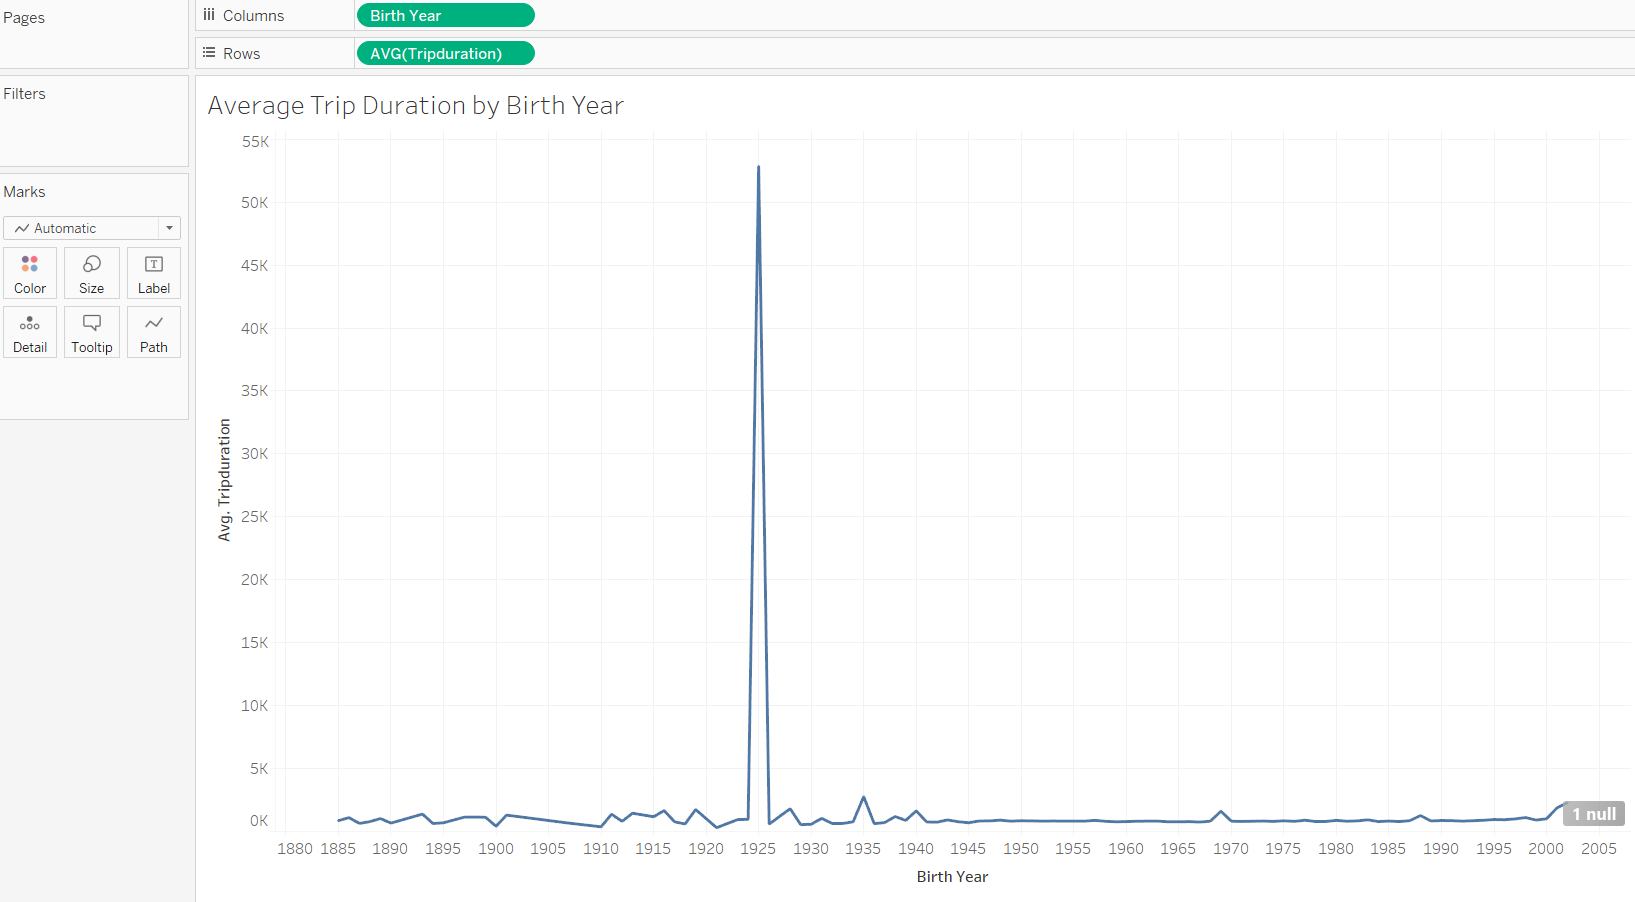 Pages
Columns
Birth Year
Rows
AVG(Tripduration)
Filters
Marks
Automatic
Color
Size
T
Label
Detail
Tooltip
Path
Average Trip Duration by Birth Year
55K
50K
45K
40K
35K
30K
25K
20K
15K
10K
5K
0K
Avg. Tripduration
1 null
1880 1885 1890 1895 1900 1905 1910 1915 1920 1925 1930 1935 1940 1945 1950 1955 1960 1965 1970 1975 1980 1985 1990 1995 2000 2005
Birth Year